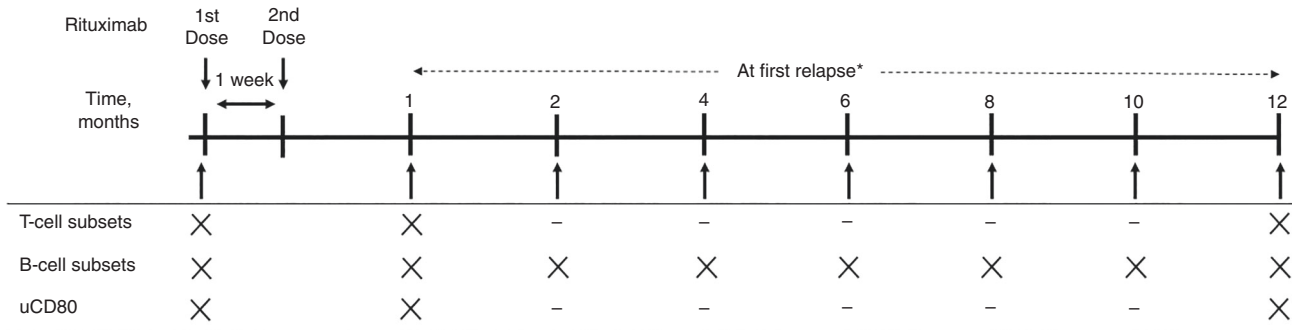 Rituximab
1st
Dose
2nd
Dose
1 week
At first relapse*
Time,
months
1 2 4 6 8 10 12
T-cell subsets X X – – – – – X
B-cell subsets X X X X X X X X
uCD80 X X – – – – – X